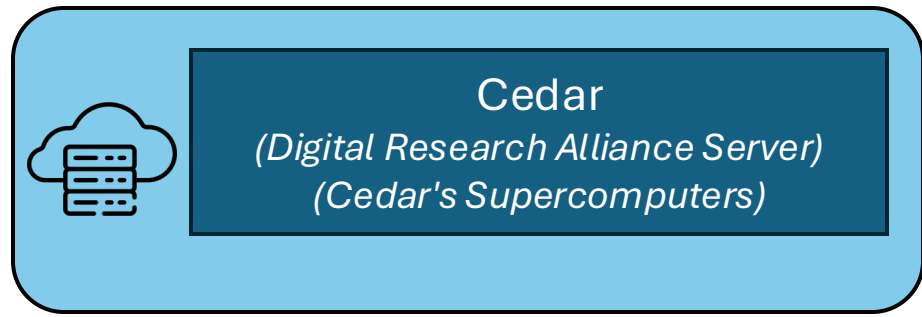 Cedar
(Digital Research Alliance Server)
(Cedar's Supercomputers)